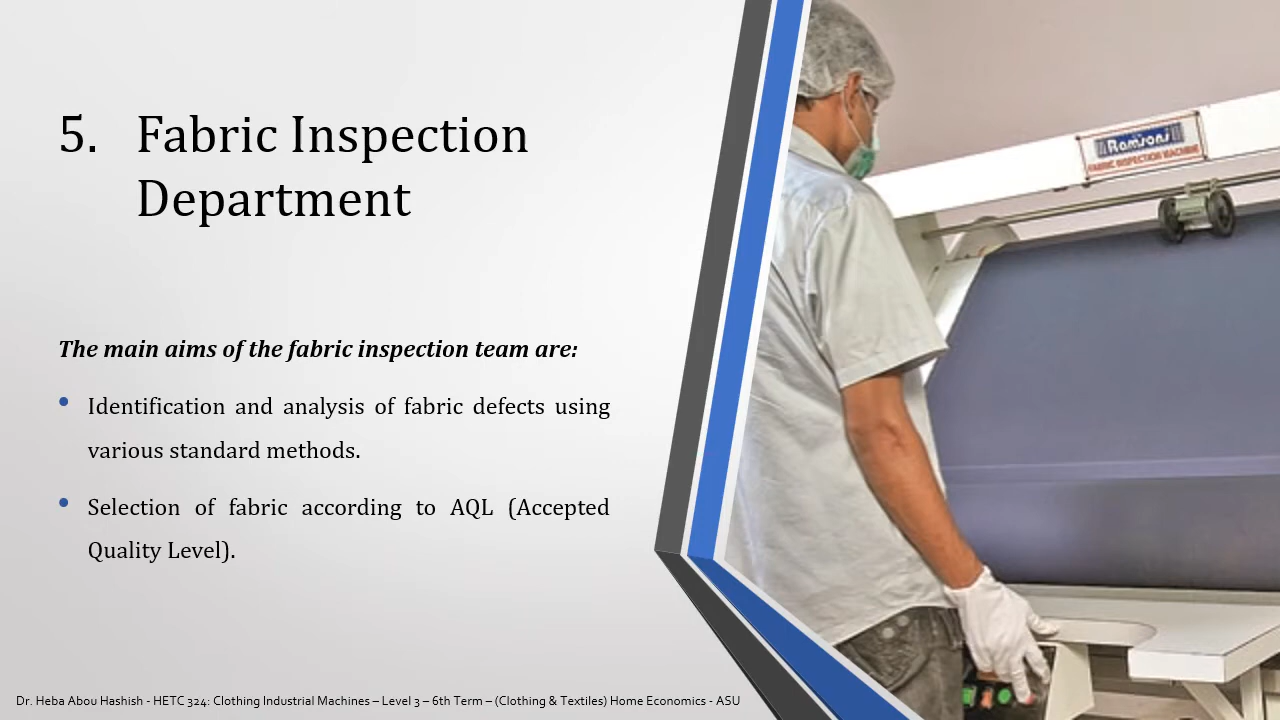 5. Fabric Inspection
Department
The main aims of the fabric inspection team are:
• Identification and analysis of fabric defects using
various standard methods.
• Selection of fabric according to AQL (Accepted
Quality Level).
Ramsons
FABRIC INSPECTION MACHINE
Dr. Heba Abou Hashish - HETC 324: Clothing Industrial Machines – Level 3 – 6th Term – (Clothing & Textiles) Home Economics - ASU